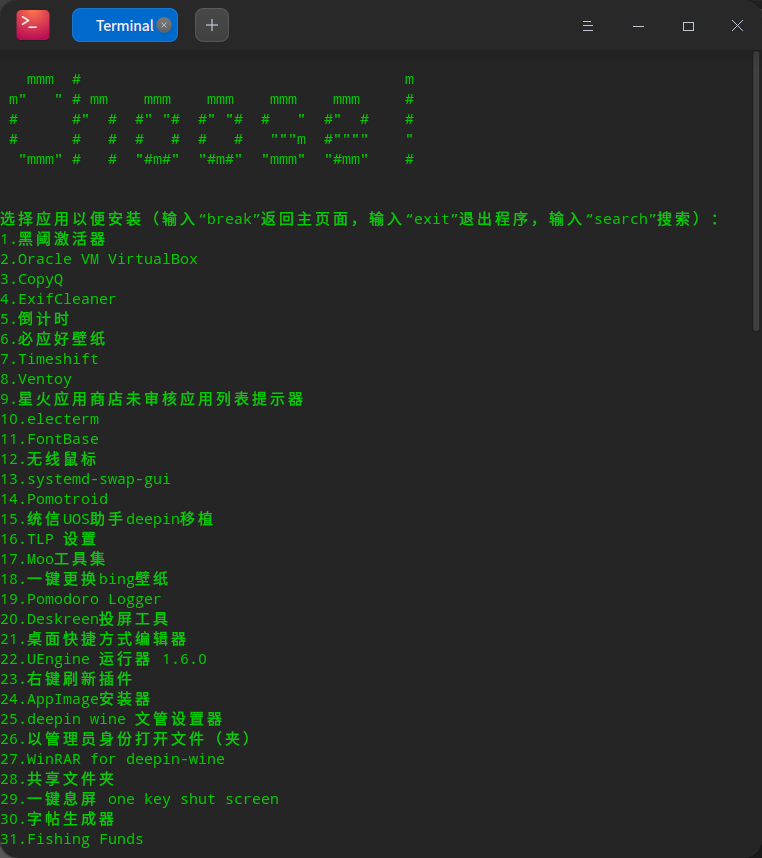 Terminal
Choose!
选择应用以便安装（输入“break”返回主页面，输入“exit”退出程序，输入“search”搜索）：
1.黑阈激活器
2.Oracle VM VirtualBox
3.CopyQ
4.ExifCleaner
5.倒计时
6.必应好壁纸
7.Timeshift
8.Ventoy
9.星火应用商店未审核应用列表提示器
10.electerm
11.FontBase
12.无线鼠标
13.systemd-swap-gui
14.Pomotroid
15.统信UOS助手deepin移植
16.TLP 设置
17.Moo工具集
18.一键更换bing壁纸
19.Pomodoro Logger
20.Deskreen投屏工具
21.桌面快捷方式编辑器
22.UEngine 运行器 1.6.0
23.右键刷新插件
24.AppImage安装器
25.deepin wine 文管设置器
26.以管理员身份打开文件（夹）
27.WinRAR for deepin-wine
28.共享文件夹
29.一键息屏 one key shut screen
30.字帖生成器
31.Fishing Funds